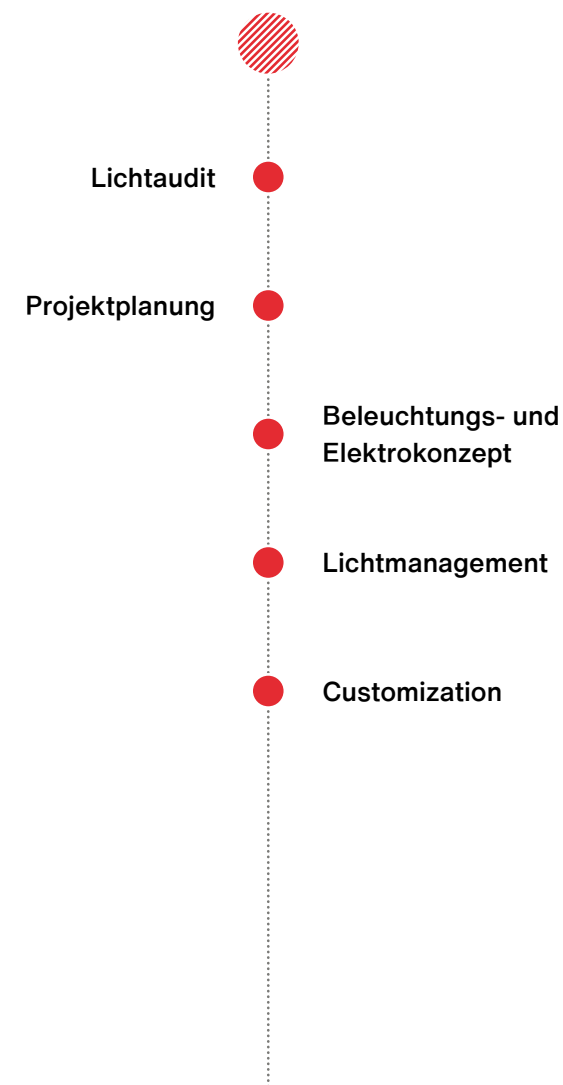 Lichtaudit
Projektplanung
Beleuchtungs- und
Elektrokonzept
Lichtmanagement
Customization